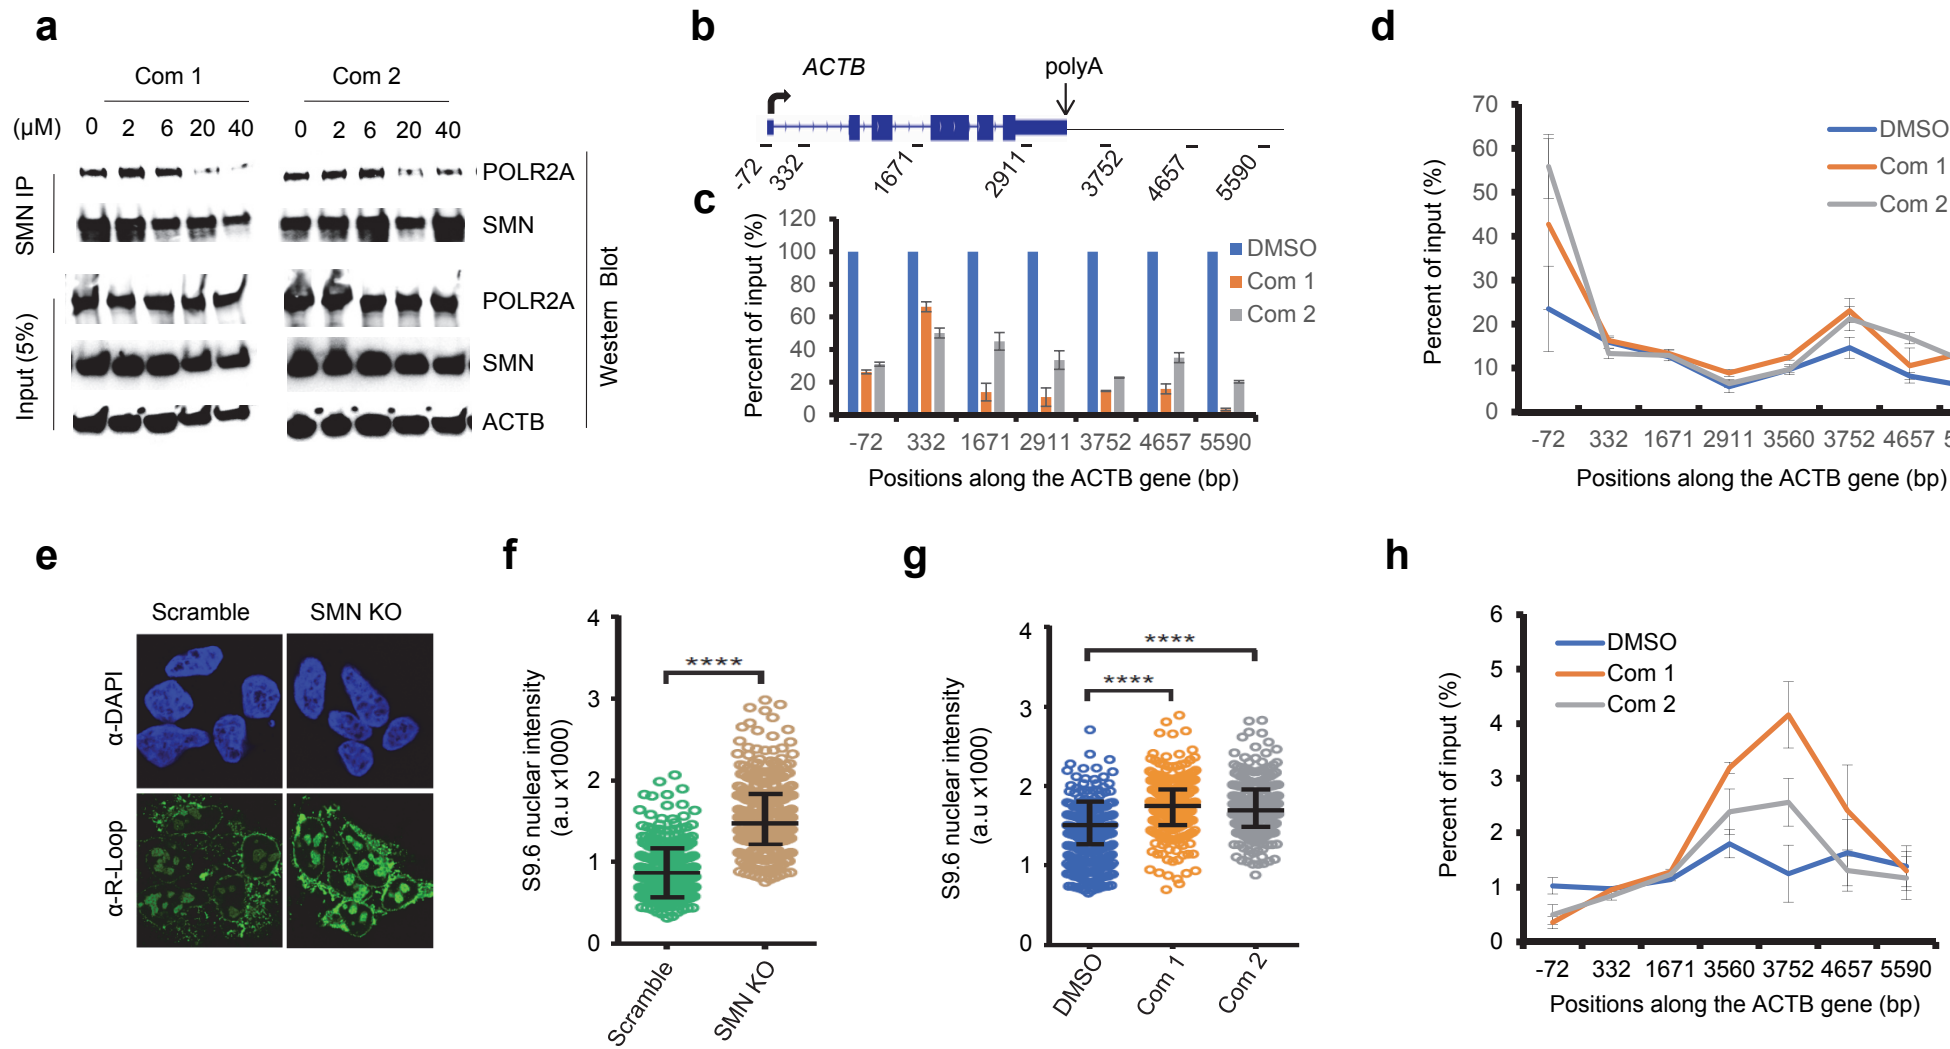 a
Com 1
Com 2
(µM) 0 2 6 20 40
0 2 6 20 40
SMN IP
POLR2A
SMN
Input (5%)
POLR2A
SMN
ACTB
Western Blot
b
ACTB
polyA
-72 332 1671 2911 3752 4657 5590
c
Percent of input (%)
120
100
80
60
40
20
0
DMSO
Com 1
Com 2
-72 332 1671 2911 3752 4657 5590
Positions along the ACTB gene (bp)
d
Percent of input (%)
70
60
50
40
30
20
10
0
DMSO
Com 1
Com 2
-72 332 1671 2911 3560 3752 4657 5
Positions along the ACTB gene (bp)
e
Scramble
SMN KO
α-DAPI
α-R-Loop
f
S9.6 nuclear intensity
(a.u x1000)
4
3
2
1
0
****
Scramble
SMN KO
g
S9.6 nuclear intensity
(a.u x1000)
4
3
2
1
0
****
****
DMSO
Com 1
Com 2
h
Percent of input (%)
6
5
4
3
2
1
0
DMSO
Com 1
Com 2
-72 332 1671 3560 3752 4657 5590
Positions along the ACTB gene (bp)